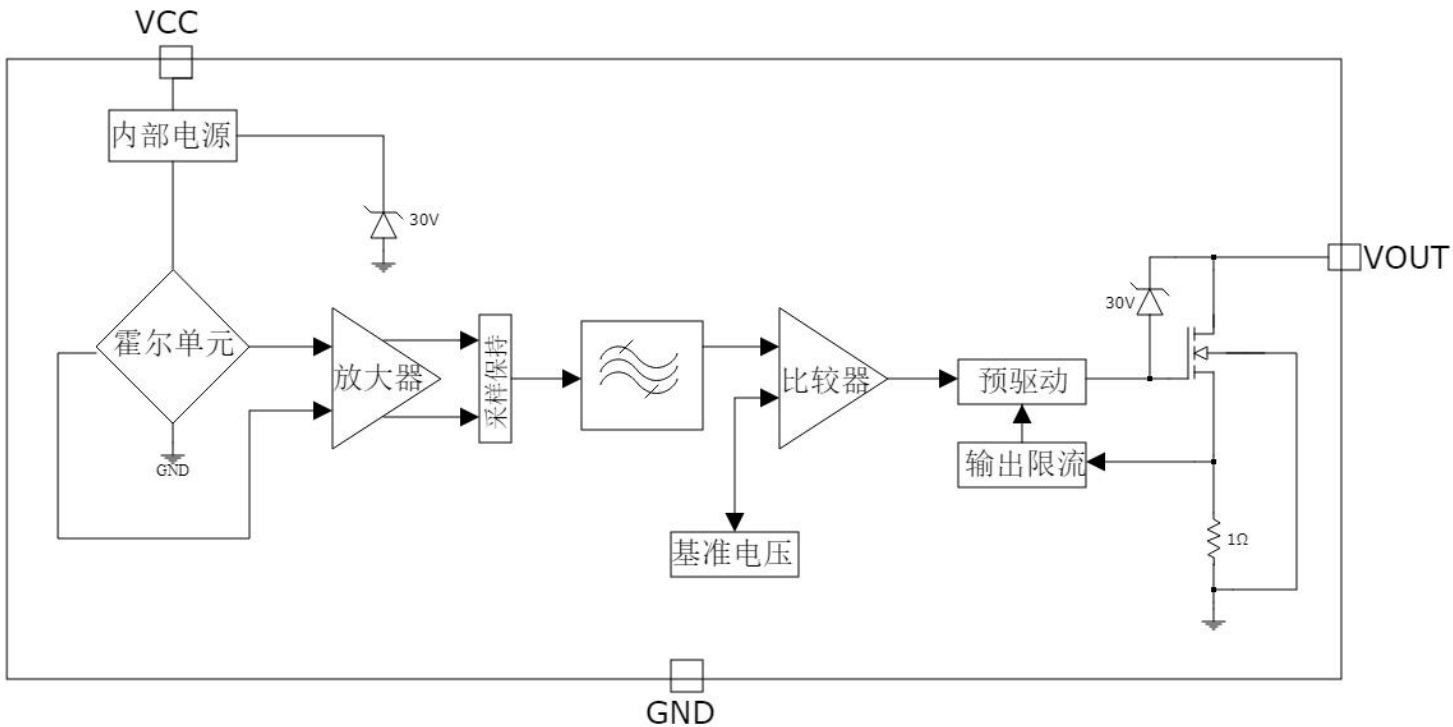 VCC
内部电源
30V
VOUT
30V
霍尔单元
放大器
采样保持
比较器
预驱动
输出限流
GND
1Ω
基准电压
GND